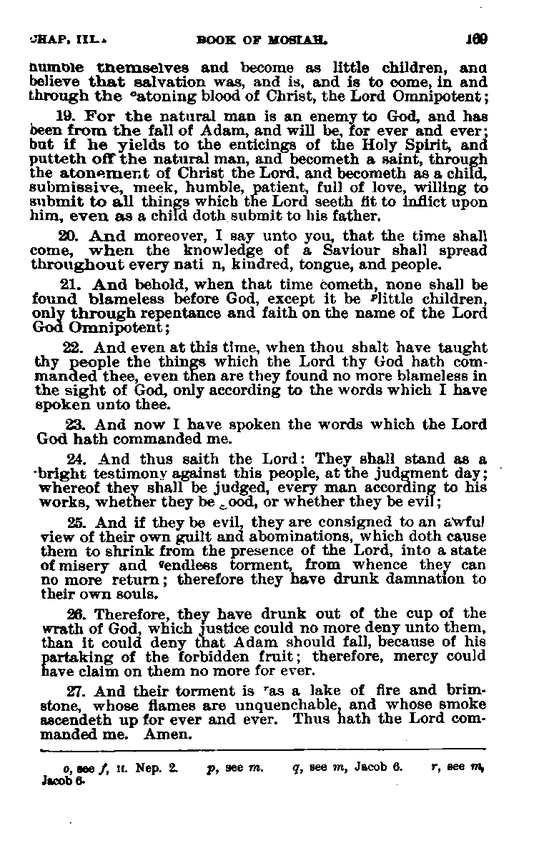 CHAP. III. BOOK OF MOSIAH. 169
humble themselves and become as little children, and
believe that salvation was, and is, and is to come, in and
through the ᵒatoning blood of Christ, the Lord Omnipotent;
19. For the natural man is an enemy to God, and has
been from the fall of Adam, and will be, for ever and ever;
but if he yields to the enticings of the Holy Spirit, and
putteth off the natural man, and becometh a saint, through
the atonement of Christ the Lord, and becometh as a child,
submissive, meek, humble, patient, full of love, willing to
submit to all things which the Lord seeth fit to inflict upon
him, even as a child doth submit to his father.
20. And moreover, I say unto you, that the time shall
come, when the knowledge of a Saviour shall spread
throughout every nati n, kindred, tongue, and people.
21. And behold, when that time cometh, none shall be
found blameless before God, except it be ᵖlittle children,
only through repentance and faith on the name of the Lord
God Omnipotent;
22. And even at this time, when thou shalt have taught
thy people the things which the Lord thy God hath com-
manded thee, even then are they found no more blameless in
the sight of God, only according to the words which I have
spoken unto thee.
23. And now I have spoken the words which the Lord
God hath commanded me.
24. And thus saith the Lord: They shall stand as a
bright testimony against this people, at the judgment day;
whereof they shall be judged, every man according to his
works, whether they be good, or whether they be evil;
25. And if they be evil, they are consigned to an awful
view of their own guilt and abominations, which doth cause
them to shrink from the presence of the Lord, into a state
of misery and ᑫendless torment, from whence they can
no more return; therefore they have drunk damnation to
their own souls.
26. Therefore, they have drunk out of the cup of the
wrath of God, which justice could no more deny unto them,
than it could deny that Adam should fall, because of his
partaking of the forbidden fruit; therefore, mercy could
have claim on them no more for ever.
27. And their torment is ʳas a lake of fire and brim-
stone, whose flames are unquenchable, and whose smoke
ascendeth up for ever and ever. Thus hath the Lord com-
manded me. Amen.
o, see f, II. Nep. 2. p, see m. q, see m, Jacob 6. r, see m,
Jacob 6.